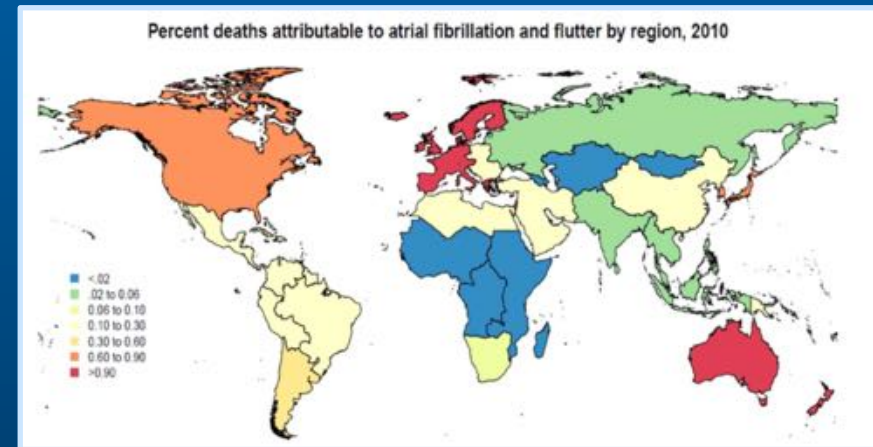 Percent deaths attributable to atrial fibrillation and flutter by region, 2010
<.02
.02 to 0.06
0.06 to 0.10
0.10 to 0.30
0.30 to 0.60
0.60 to 0.90
>0.90